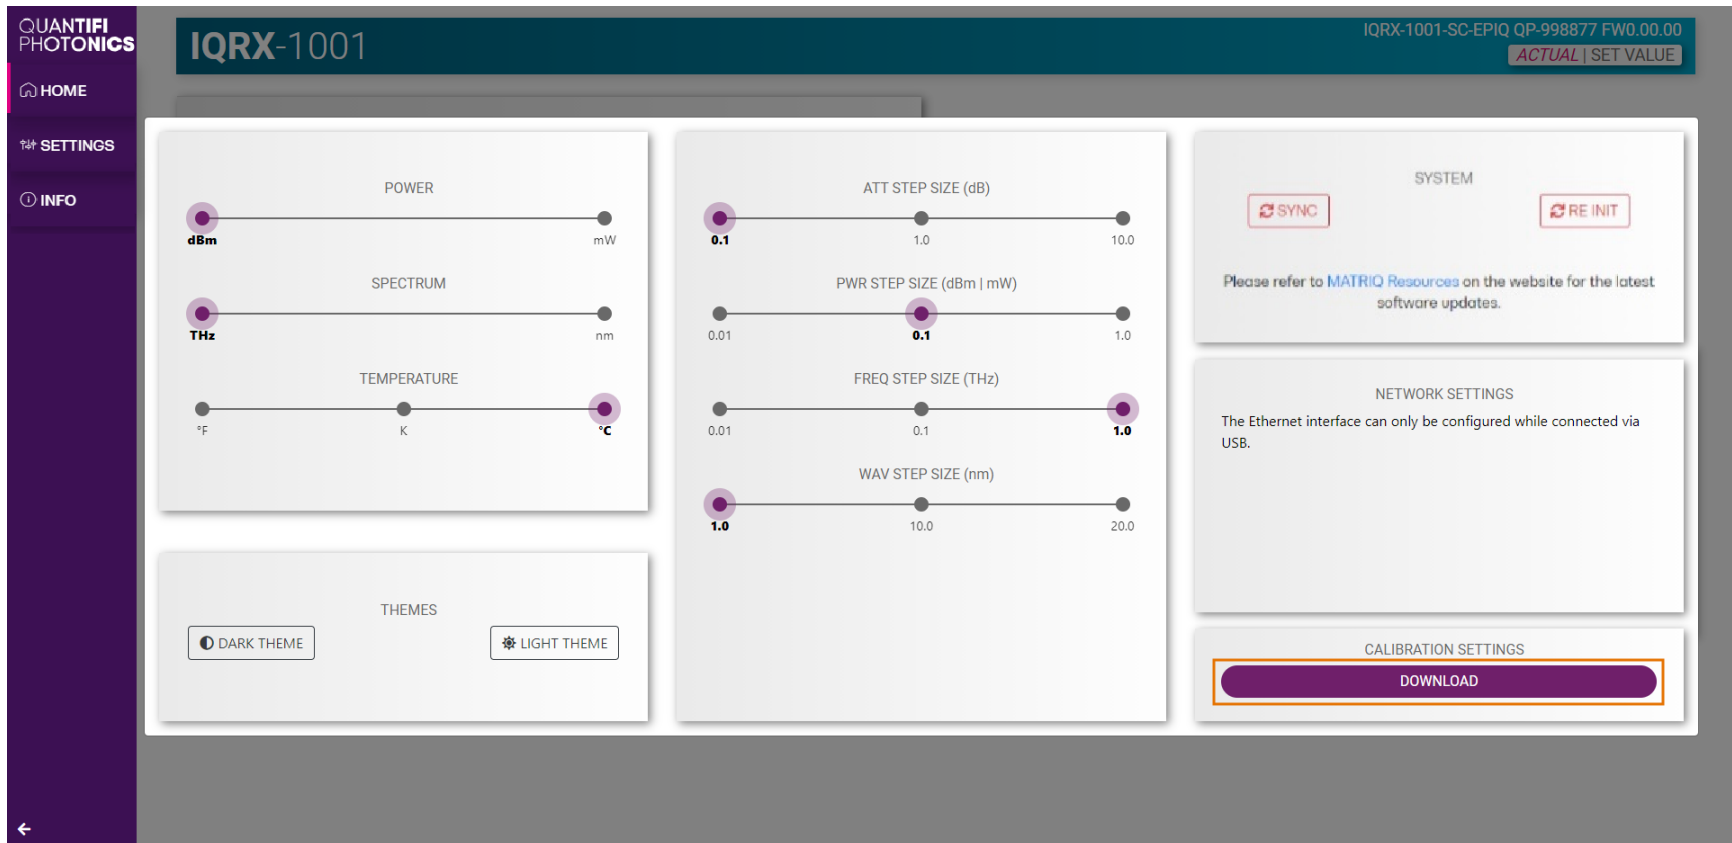 QUANTIFI
PHOTONICS
HOME
SETTINGS
INFO
IQRX-1001
IQRX-1001-SC-EPIQ QP-998877 FW0.00.00
ACTUAL | SET VALUE
POWER
dBm mW
SPECTRUM
THz nm
TEMPERATURE
°F K °C
THEMES
DARK THEME LIGHT THEME
ATT STEP SIZE (dB)
0.1 1.0 10.0
PWR STEP SIZE (dBm | mW)
0.01 0.1 1.0
FREQ STEP SIZE (THz)
0.01 0.1 1.0
WAV STEP SIZE (nm)
1.0 10.0 20.0
SYSTEM
SYNC RE INIT
Please refer to MATRIQ Resources on the website for the latest
software updates.
NETWORK SETTINGS
The Ethernet interface can only be configured while connected via
USB.
CALIBRATION SETTINGS
DOWNLOAD